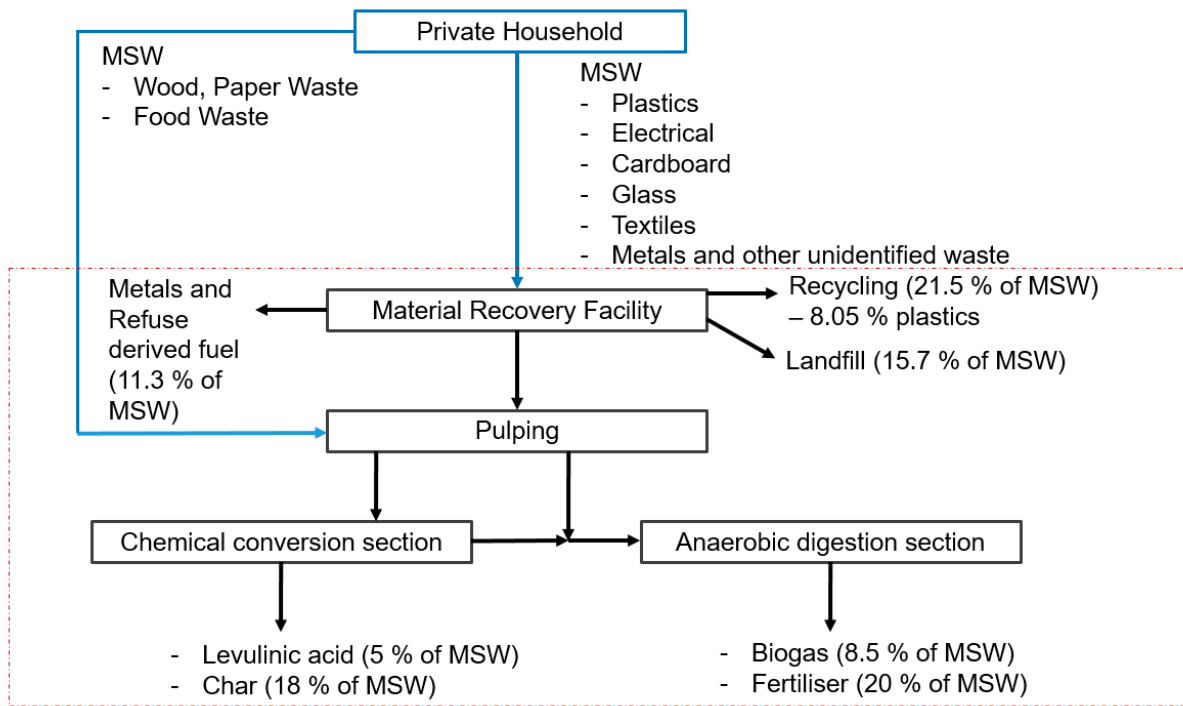 Private Household
MSW
- Wood, Paper Waste
- Food Waste
MSW
- Plastics
- Electrical
- Cardboard
- Glass
- Textiles
- Metals and other unidentified waste
Metals and
Refuse
derived fuel
(11.3 % of
MSW)
Material Recovery Facility
Recycling (21.5 % of MSW)
– 8.05 % plastics
Landfill (15.7 % of MSW)
Pulping
Chemical conversion section
Anaerobic digestion section
- Levulinic acid (5 % of MSW)
- Char (18 % of MSW)
- Biogas (8.5 % of MSW)
- Fertiliser (20 % of MSW)